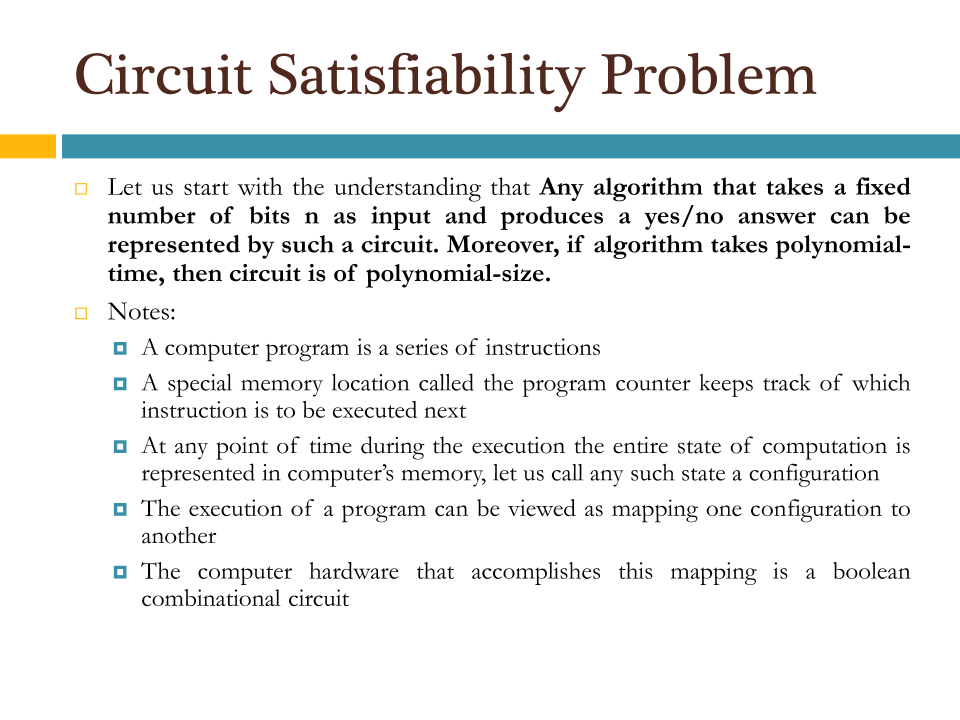 Circuit Satisfiability Problem
Let us start with the understanding that Any algorithm that takes a fixed
number of bits n as input and produces a yes/no answer can be
represented by such a circuit. Moreover, if algorithm takes polynomial-
time, then circuit is of polynomial-size.
Notes:
A computer program is a series of instructions
A special memory location called the program counter keeps track of which
instruction is to be executed next
At any point of time during the execution the entire state of computation is
represented in computer’s memory, let us call any such state a configuration
The execution of a program can be viewed as mapping one configuration to
another
The computer hardware that accomplishes this mapping is a boolean
combinational circuit